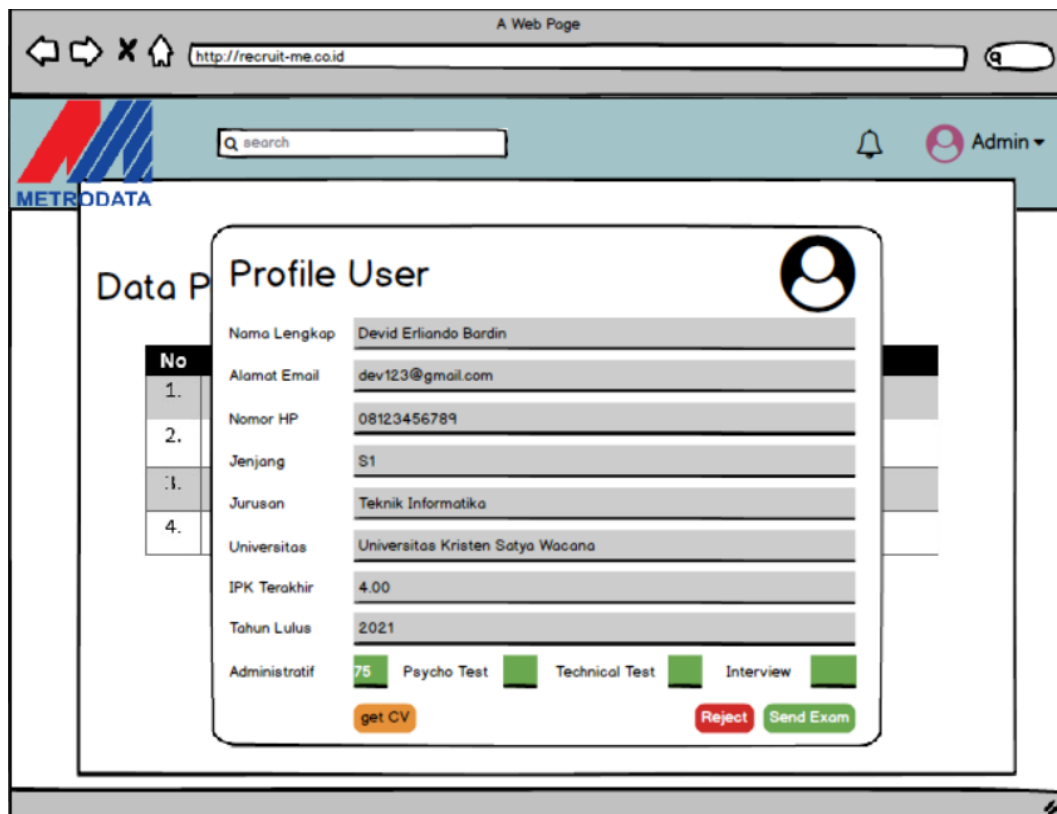 A Web Page
http://recruit-me.co.id
search
Admin
METRODATA
Data P
Profile User
No
1.
2.
3.
4.
Nama Lengkap Devid Erliando Bardin
Alamat Email dev123@gmail.com
Nomor HP 08123456789
Jenjang S1
Jurusan Teknik Informatika
Universitas Universitas Kristen Satya Wacana
IPK Terakhir 4.00
Tahun Lulus 2021
Administratif 75 Psycho Test Technical Test Interview
get CV Reject Send Exam